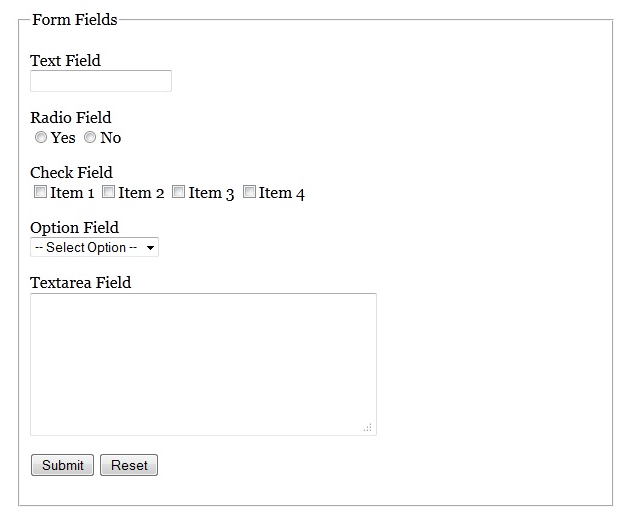 Form Fields
Text Field
Radio Field
Yes No
Check Field
Item 1 Item 2 Item 3 Item 4
Option Field
-- Select Option --
Textarea Field
Submit Reset